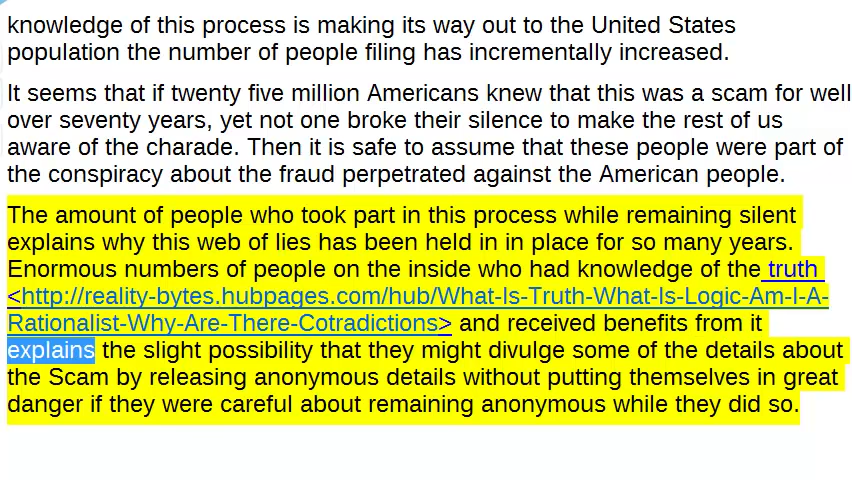 knowledge of this process is making its way out to the United States
population the number of people filing has incrementally increased.
It seems that if twenty five million Americans knew that this was a scam for well
over seventy years, yet not one broke their silence to make the rest of us
aware of the charade. Then it is safe to assume that these people were part of
the conspiracy about the fraud perpetrated against the American people.
The amount of people who took part in this process while remaining silent
explains why this web of lies has been held in in place for so many years.
Enormous numbers of people on the inside who had knowledge of the truth
<http://reality-bytes.hubpages.com/hub/What-Is-Truth-What-Is-Logic-Am-I-A-
Rationalist-Why-Are-There-Cotradictions> and received benefits from it
explains the slight possibility that they might divulge some of the details about
the Scam by releasing anonymous details without putting themselves in great
danger if they were careful about remaining anonymous while they did so.